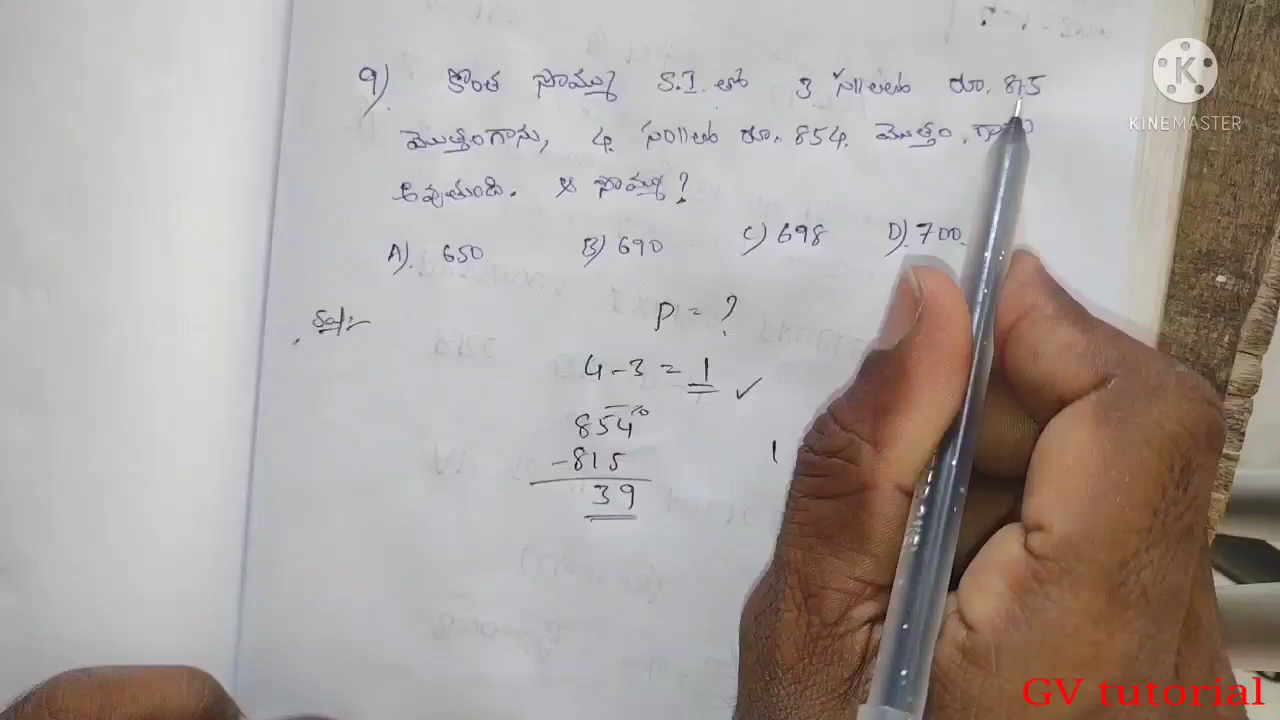 9) కొంత సొమ్ము S.I. తో 3 సం॥లలు రూ. 815
మొత్తంగాను, 4 సం॥లు రూ. 854 మొత్తం గాను
అవుతుంది. ఆ సొమ్ము?
A). 650 B) 690 C) 698 D). 700.
Sol:-
P = ?
4 - 3 = 1 ✓
854
- 815
39
K
KINEMASTER
GV tutorial